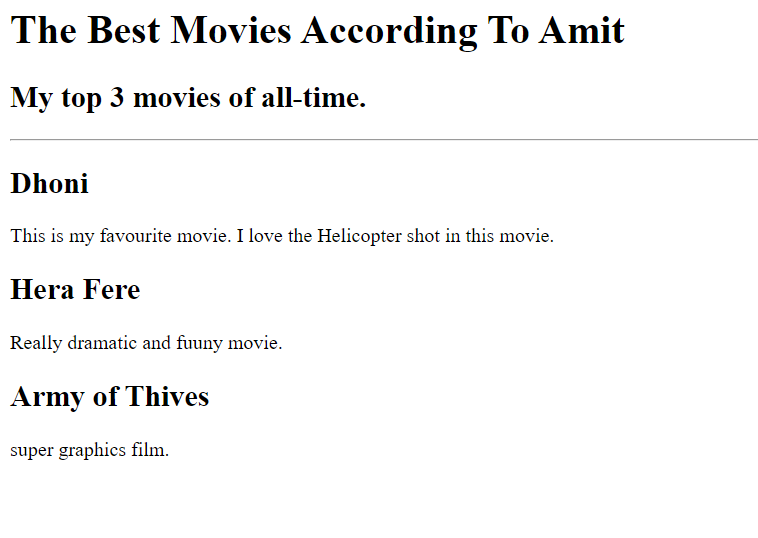 The Best Movies According To Amit
My top 3 movies of all-time.
Dhoni
This is my favourite movie. I love the Helicopter shot in this movie.
Hera Fere
Really dramatic and fuuny movie.
Army of Thives
super graphics film.